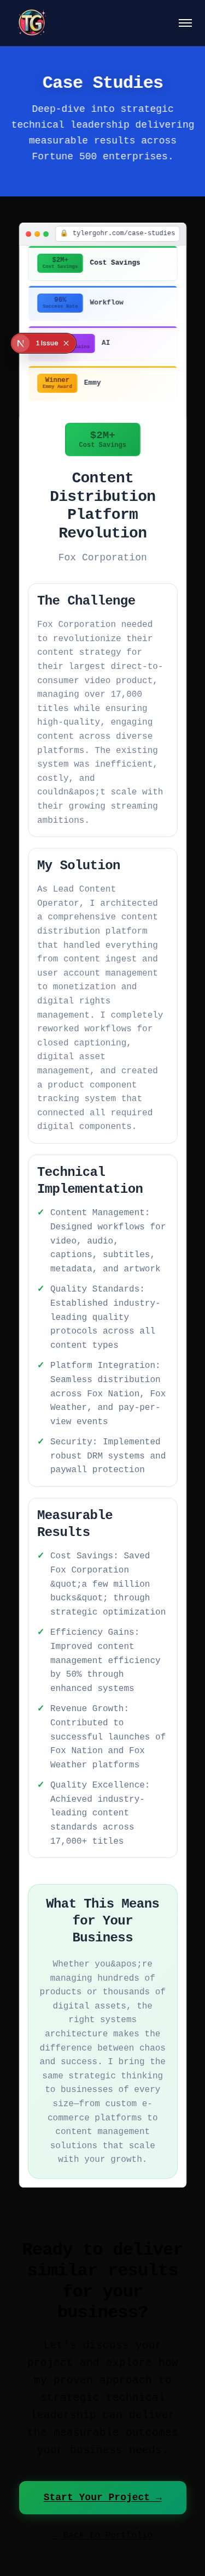 TG
Case Studies
Deep-dive into strategic
technical leadership delivering
measurable results across
Fortune 500 enterprises.
tylergohr.com/case-studies
$2M+
Cost Savings
Cost Savings
Workflow
N
1 Issue
AI
Winner
Emmy Award
Emmy
$2M+
Cost Savings
Content
Distribution
Platform
Revolution
Fox Corporation
The Challenge
Fox Corporation needed
to revolutionize their
content strategy for
their largest direct-to-
consumer video product,
managing over 17,000
titles while ensuring
high-quality, engaging
content across diverse
platforms. The existing
system was inefficient,
costly, and
couldn&apos;t scale with
their growing streaming
ambitions.
My Solution
As Lead Content
Operator, I architected
a comprehensive content
distribution platform
that handled everything
from content ingest and
user account management
to monetization and
digital rights
management. I completely
reworked workflows for
closed captioning,
digital asset
management, and created
a product component
tracking system that
connected all required
digital components.
Technical
Implementation
✓ Content Management:
Designed workflows for
video, audio,
captions, subtitles,
metadata, and artwork
✓ Quality Standards:
Established industry-
leading quality
protocols across all
content types
✓ Platform Integration:
Seamless distribution
across Fox Nation, Fox
Weather, and pay-per-
view events
✓ Security: Implemented
robust DRM systems and
paywall protection
Measurable
Results
✓ Cost Savings: Saved
Fox Corporation
&quot;a few million
bucks&quot; through
strategic optimization
✓ Efficiency Gains:
Improved content
management efficiency
by 50% through
enhanced systems
✓ Revenue Growth:
Contributed to
successful launches of
Fox Nation and Fox
Weather platforms
✓ Quality Excellence:
Achieved industry-
leading content
standards across
17,000+ titles
What This Means
for Your
Business
Whether you&apos;re
managing hundreds of
products or thousands of
digital assets, the
right systems
architecture makes the
difference between chaos
and success. I bring the
same strategic thinking
to businesses of every
size—from custom e-
commerce platforms to
content management
solutions that scale
with your growth.
Ready to deliver
similar results
for your
business?
Start Your Project →